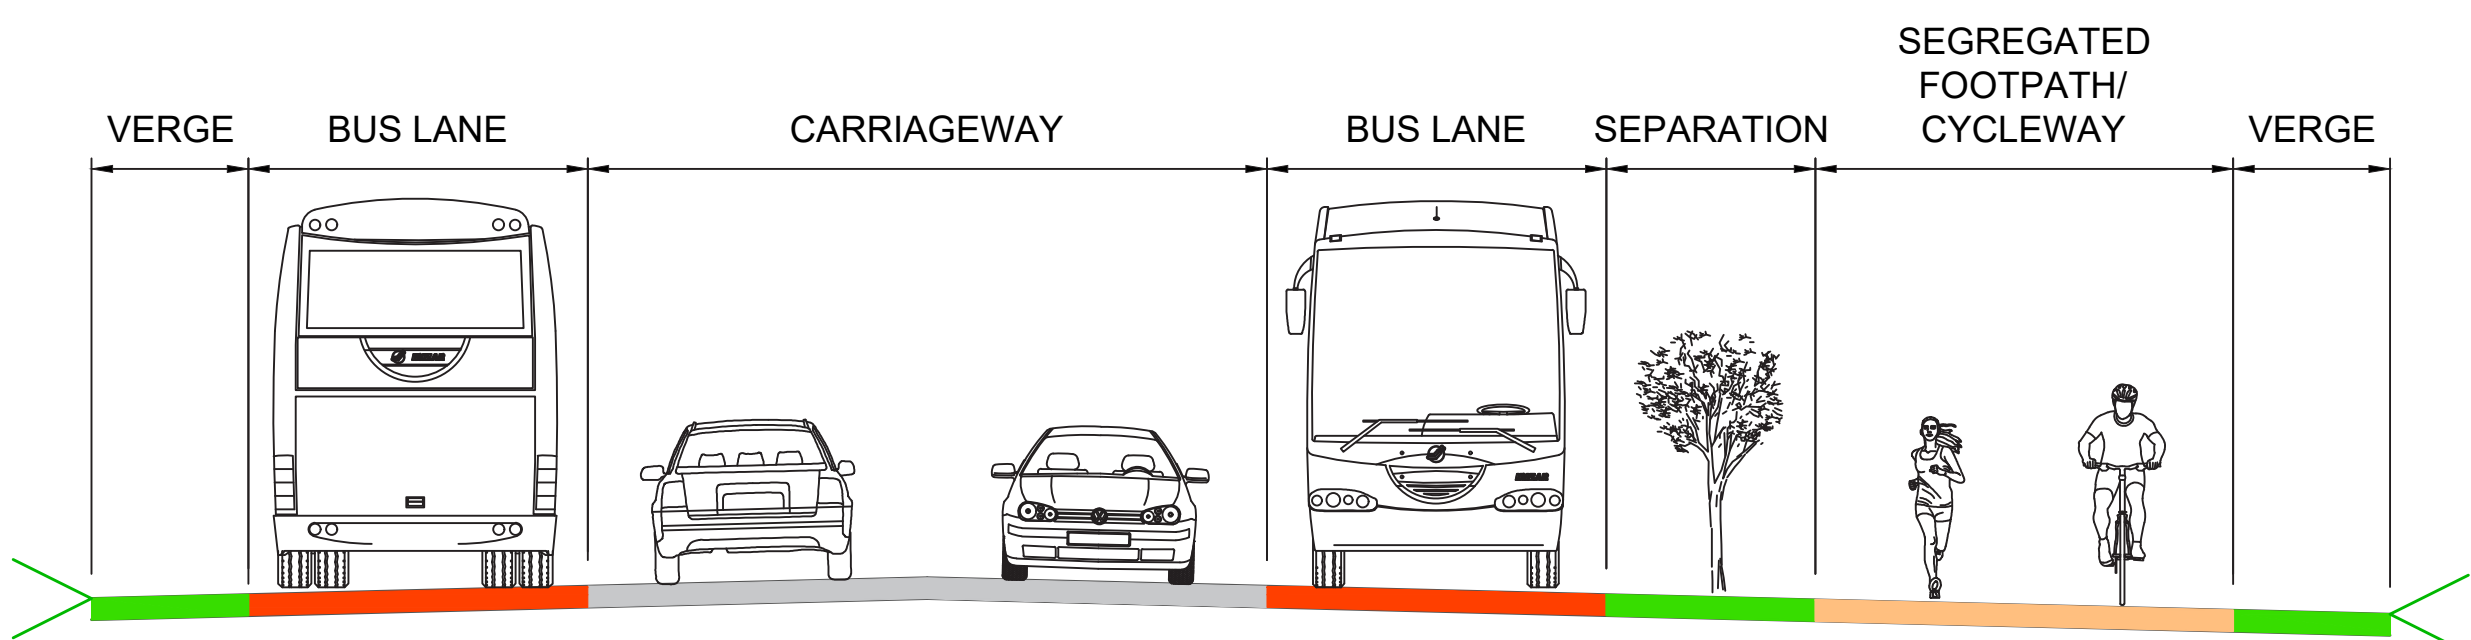 SEGREGATED
FOOTPATH/
VERGE BUS LANE CARRIAGEWAY BUS LANE SEPARATION CYCLEWAY VERGE